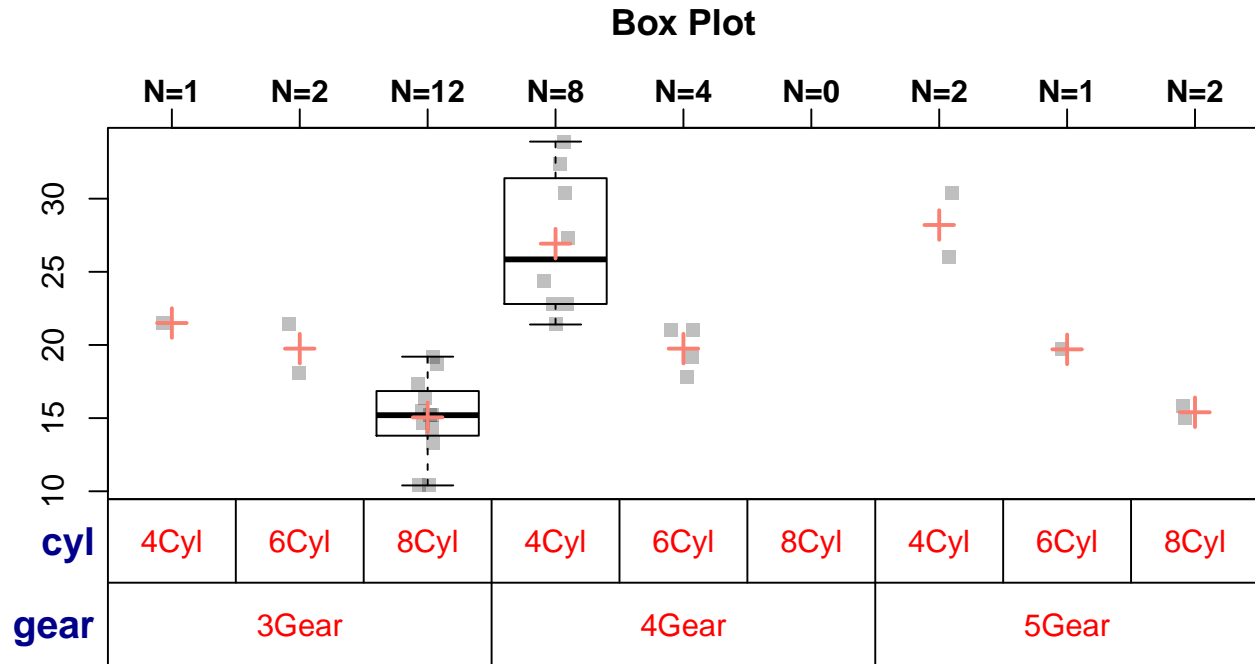 Box Plot
N=1 N=2 N=12 N=8 N=4 N=0 N=2 N=1 N=2
30
25
20
15
10
cyl 4Cyl 6Cyl 8Cyl 4Cyl 6Cyl 8Cyl 4Cyl 6Cyl 8Cyl
gear 3Gear 4Gear 5Gear